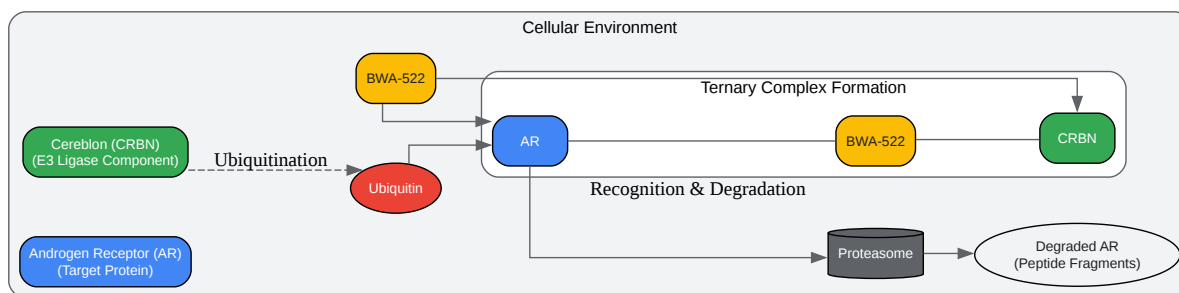 Cellular Environment
BWA-522
Ternary Complex Formation
Cereblon (CRBN)
(E3 Ligase Component)
Ubiquitination
Ubiquitin
AR
BWA-522
CRBN
Recognition & Degradation
Androgen Receptor (AR)
(Target Protein)
Proteasome
Degraded AR
(Peptide Fragments)